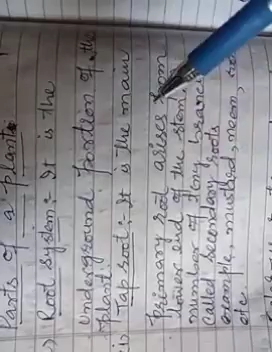 Parts of a Plant
i) Root system:- It is the
underground portion of the
plant.
ii) Tap root:- It is the main
Primary root arises from
lower end of the stem
number of tiny branc
called secondary roots
example, mustard, neem,
etc.